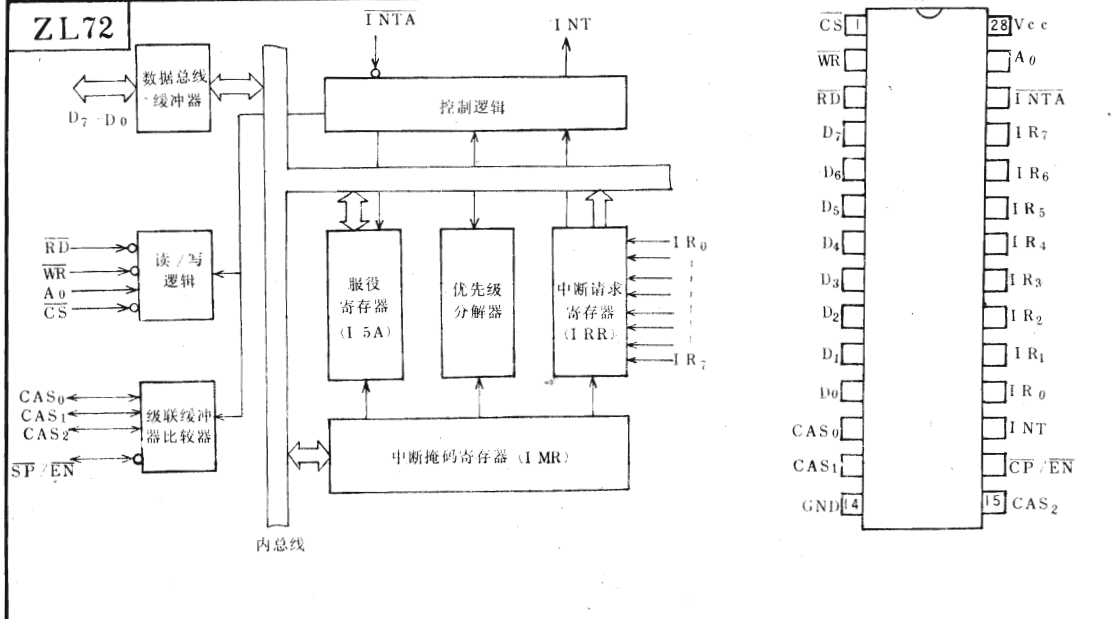 ZL72
INTA
INT
数据总线
缓冲器
D7-D0
控制逻辑
RD
WR
A0
CS
读/写
逻辑
服役
寄存器
(I 5A)
优先级
分解器
中断请求
寄存器
(I RR)
IR0
IR7
CAS0
CAS1
CAS2
SP/EN
级联缓冲
器比较器
中断掩码寄存器(I MR)
内总线
CS 1
WR
RD
D7
D6
D5
D4
D3
D2
D1
D0
CAS0
CAS1
GND 14
28 Vcc
A0
INTA
IR7
IR6
IR5
IR4
IR3
IR2
IR1
IR0
INT
CP/EN
15 CAS2